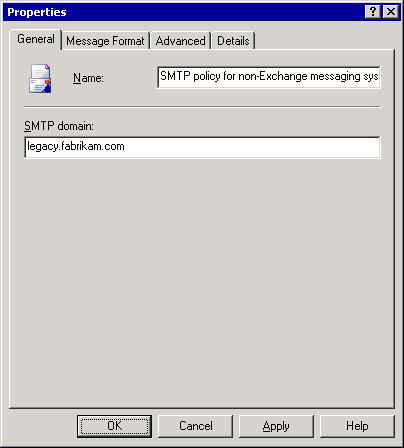 Properties
General Message Format Advanced Details
Name: SMTP policy for non-Exchange messaging sys
SMTP domain:
legacy.fabrikam.com
OK Cancel Apply Help